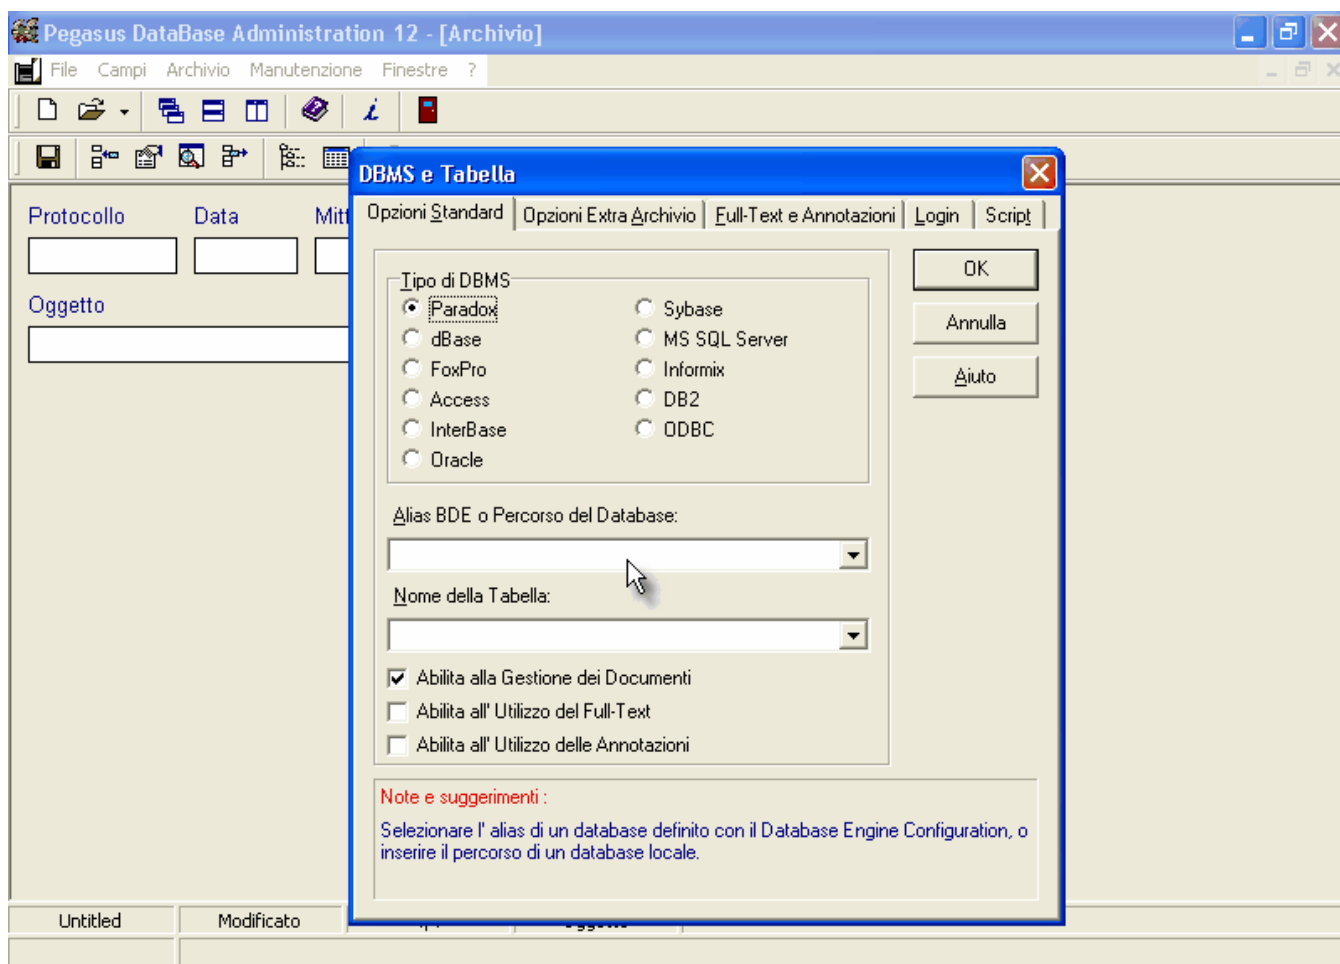 Pegasus DataBase Administration 12 - [Archivio]
File Campi Archivio Manutenzione Finestre ?
DBMS e Tabella
Opzioni Standard Opzioni Extra Archivio Full-Text e Annotazioni Login Script
Protocollo Data Mitt
Oggetto
Tipo di DBMS
Paradox Sybase
dBase MS SQL Server
FoxPro Informix
Access DB2
InterBase ODBC
Oracle
OK
Annulla
Aiuto
Alias BDE o Percorso del Database:
Nome della Tabella:
Abilita alla Gestione dei Documenti
Abilita all' Utilizzo del Full-Text
Abilita all' Utilizzo delle Annotazioni
Note e suggerimenti :
Selezionare l' alias di un database definito con il Database Engine Configuration, o
inserire il percorso di un database locale.
Untitled Modificato